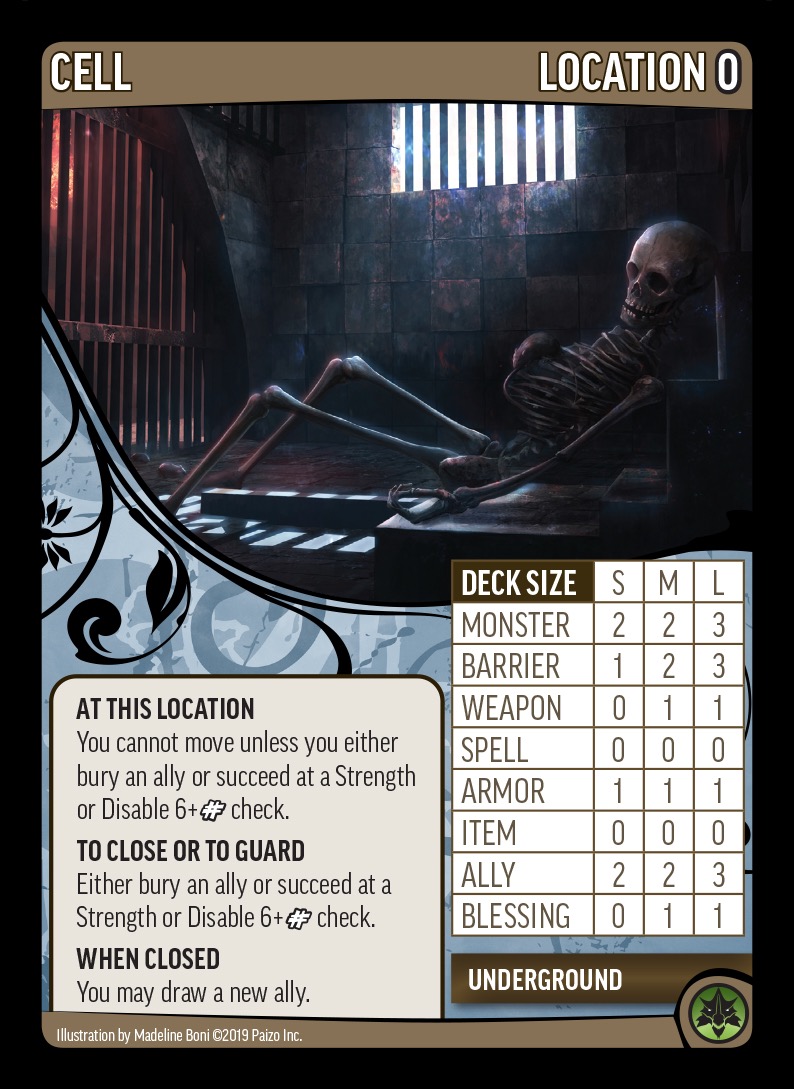 CELL
LOCATION 0
AT THIS LOCATION
You cannot move unless you either
bury an ally or succeed at a Strength
or Disable 6+# check.
TO CLOSE OR TO GUARD
Either bury an ally or succeed at a
Strength or Disable 6+# check.
WHEN CLOSED
You may draw a new ally.
DECK SIZE S M L
MONSTER 2 2 3
BARRIER 1 2 3
WEAPON 0 1 1
SPELL 0 0 0
ARMOR 1 1 1
ITEM 0 0 0
ALLY 2 2 3
BLESSING 0 1 1
UNDERGROUND
Illustration by Madeline Boni ©2019 Paizo Inc.